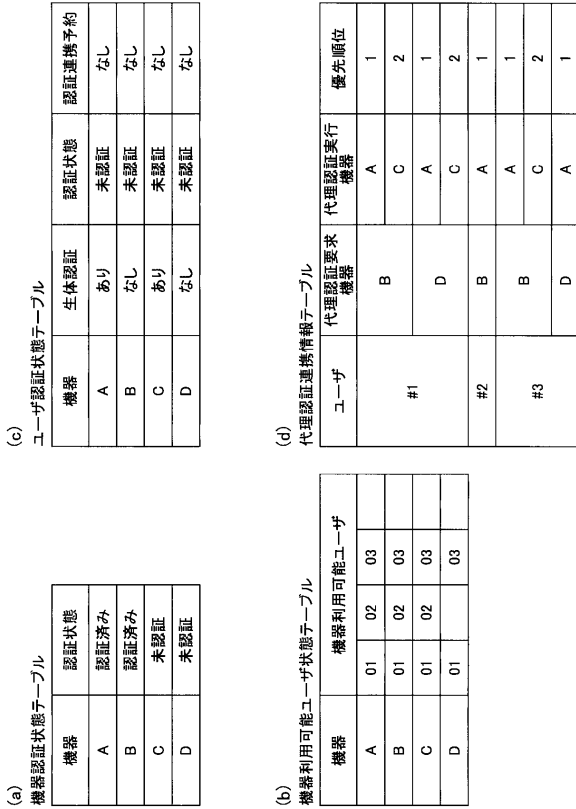 (a)
機器認証状態テーブル
機器 認証状態
A 認証済み
B 認証済み
C 未認証
D 未認証
(b)
機器利用可能ユーザ状態テーブル
機器 機器利用可能ユーザ
A 01 02 03
B 01 02 03
C 01 02 03
D 01 03
(c)
ユーザ認証状態テーブル
機器 生体認証 認証状態 認証連携予約
A あり 未認証 なし
B なし 未認証 なし
C あり 未認証 なし
D なし 未認証 なし
(d)
代理認証連携情報テーブル
ユーザ 代理認証要求機器 代理認証実行機器 優先順位
#1 B A 1
C 2
D A 1
C 2
#2 B A 1
#3 B A 1
C 2
D A 1